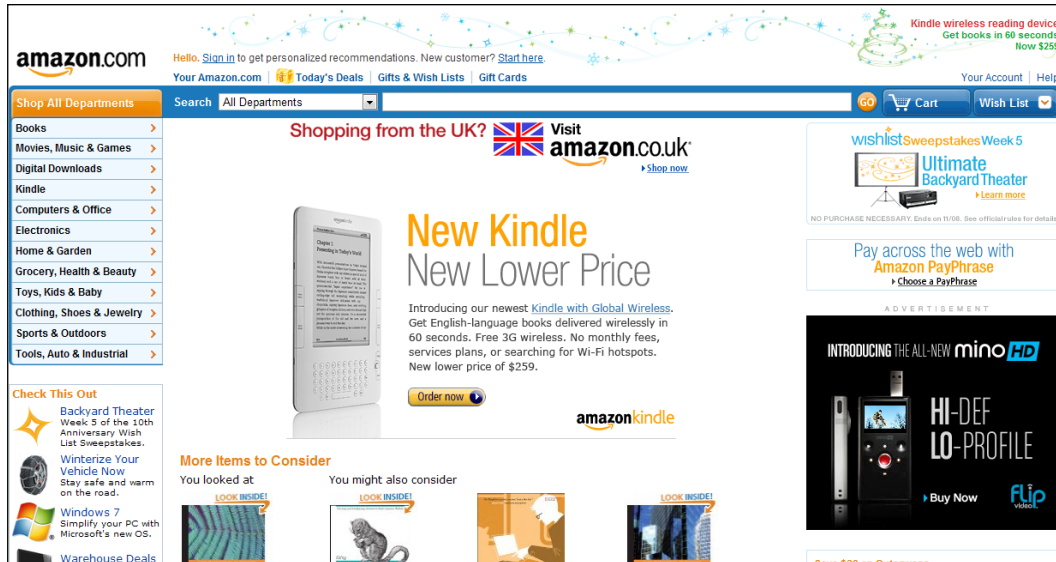 Kindle wireless reading device
Get books in 60 seconds
Now $259
amazon.com
Hello. Sign in to get personalized recommendations. New customer? Start here.
Your Amazon.com Today's Deals Gifts & Wish Lists Gift Cards
Your Account Help
Shop All Departments
Search All Departments GO Cart Wish List
Books
Movies, Music & Games
Digital Downloads
Kindle
Computers & Office
Electronics
Home & Garden
Grocery, Health & Beauty
Toys, Kids & Baby
Clothing, Shoes & Jewelry
Sports & Outdoors
Tools, Auto & Industrial
Check This Out
Backyard Theater
Week 5 of the 10th
Anniversary Wish
List Sweepstakes.
Winterize Your
Vehicle Now
Stay safe and warm
on the road.
Windows 7
Simplify your PC with
Microsoft's new OS.
Warehouse Deals
Shopping from the UK? Visit
amazon.co.uk
Shop now
New Kindle
New Lower Price
Introducing our newest Kindle with Global Wireless.
Get English-language books delivered wirelessly in
60 seconds. Free 3G wireless. No monthly fees,
services plans, or searching for Wi-Fi hotspots.
New lower price of $259.
Order now
amazonkindle
More Items to Consider
You looked at You might also consider
LOOK INSIDE! LOOK INSIDE! LOOK INSIDE!
wishlistSweepstakes Week 5
Ultimate
Backyard Theater
Learn more
NO PURCHASE NECESSARY. Ends on 11/08. See official rules for details
Pay across the web with
Amazon PayPhrase
Choose a PayPhrase
ADVERTISEMENT
INTRODUCING THE ALL-NEW mino HD
HI-DEF
LO-PROFILE
Buy Now
Flip
video